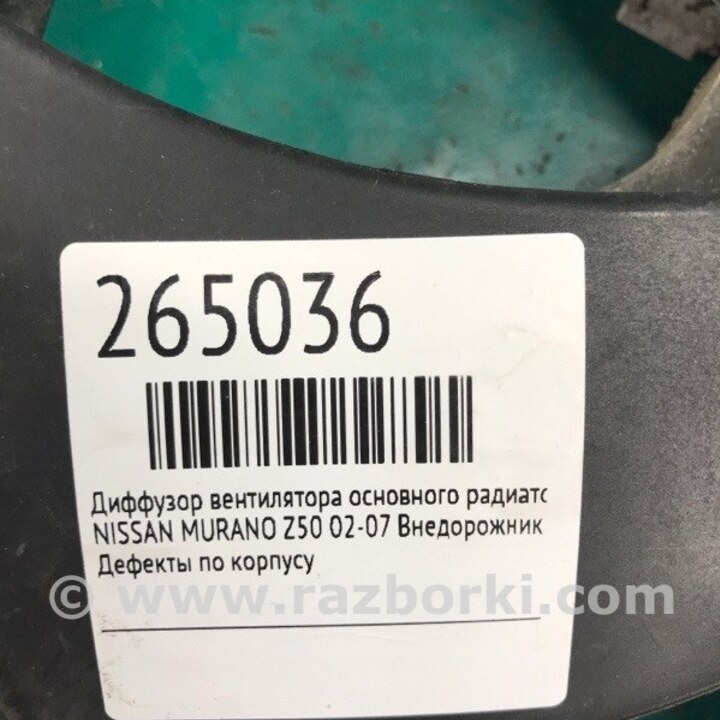 265036
Диффузор вентилятора основного радиатс
NISSAN MURANO Z50 02-07 Внедорожник
Дефекты по корпусу
© www.razborki.com